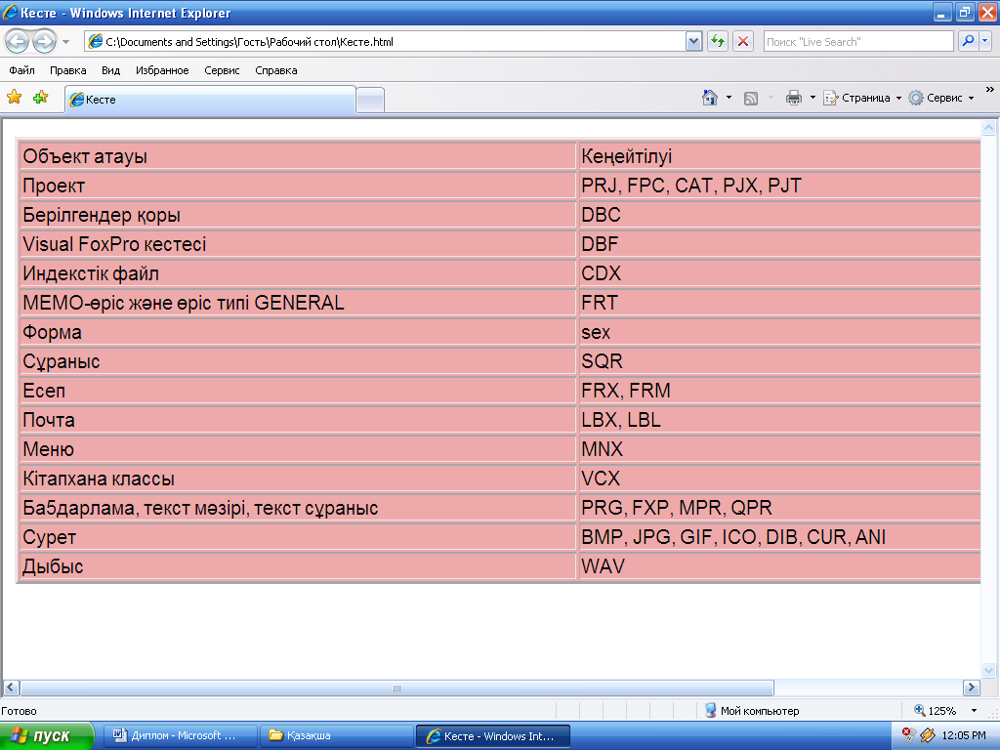 Кесте - Windows Internet Explorer
C:\Documents and Settings\Гость\Рабочий стол\Кесте.html
Поиск "Live Search"
Файл Правка Вид Избранное Сервис Справка
Кесте
Страница Сервис »
Объект атауы Кеңейтілуі
Проект PRJ, FPC, CAT, PJX, PJT
Берілгендер қоры DBC
Visual FoxPro кестесі DBF
Индекстік файл CDX
МЕМО-өріс және өріс типі GENERAL FRT
Форма sex
Сұраныс SQR
Есеп FRX, FRM
Почта LBX, LBL
Меню MNX
Кітапхана классы VCX
Ба5дарлама, текст мәзірі, текст сұраныс PRG, FXP, MPR, QPR
Сурет BMP, JPG, GIF, ICO, DIB, CUR, ANI
Дыбыс WAV
Готово Мой компьютер 125%
пуск Диплом - Microsoft ... Қазақша Кесте - Windows Int... 12:05 PM